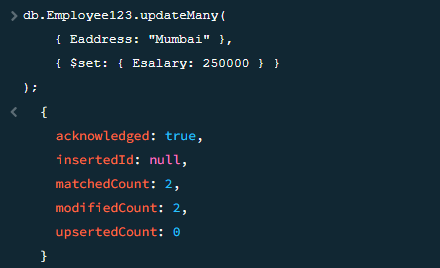 > db.Employee123.updateMany(
{ Eaddress: "Mumbai" },
{ $set: { Esalary: 250000 } }
);
< {
acknowledged: true,
insertedId: null,
matchedCount: 2,
modifiedCount: 2,
upsertedCount: 0
}